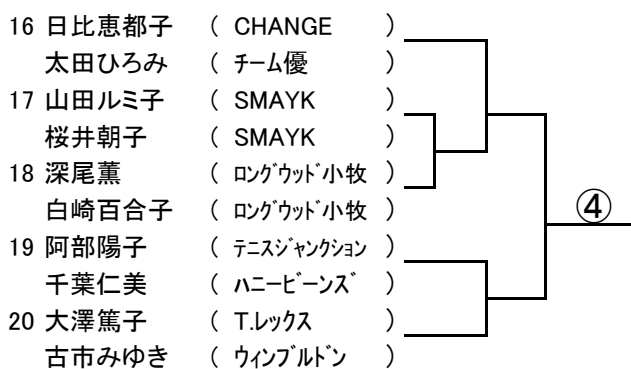 16 日比恵都子 ( CHANGE )
太田ひろみ ( ﾁｰﾑ優 )
17 山田ルミ子 ( SMAYK )
桜井朝子 ( SMAYK )
18 深尾薫 ( ﾛﾝｸﾞｳｯﾄﾞ小牧 )
白崎百合子 ( ﾛﾝｸﾞｳｯﾄﾞ小牧 )
④
19 阿部陽子 ( ﾃﾆｽｼﾞｬﾝｸｼｮﾝ )
千葉仁美 ( ﾊﾆｰﾋﾞｰﾝｽﾞ )
20 大澤篤子 ( T.ﾚｯｸｽ )
古市みゆき ( ｳｨﾝﾌﾞﾙﾄﾞﾝ )